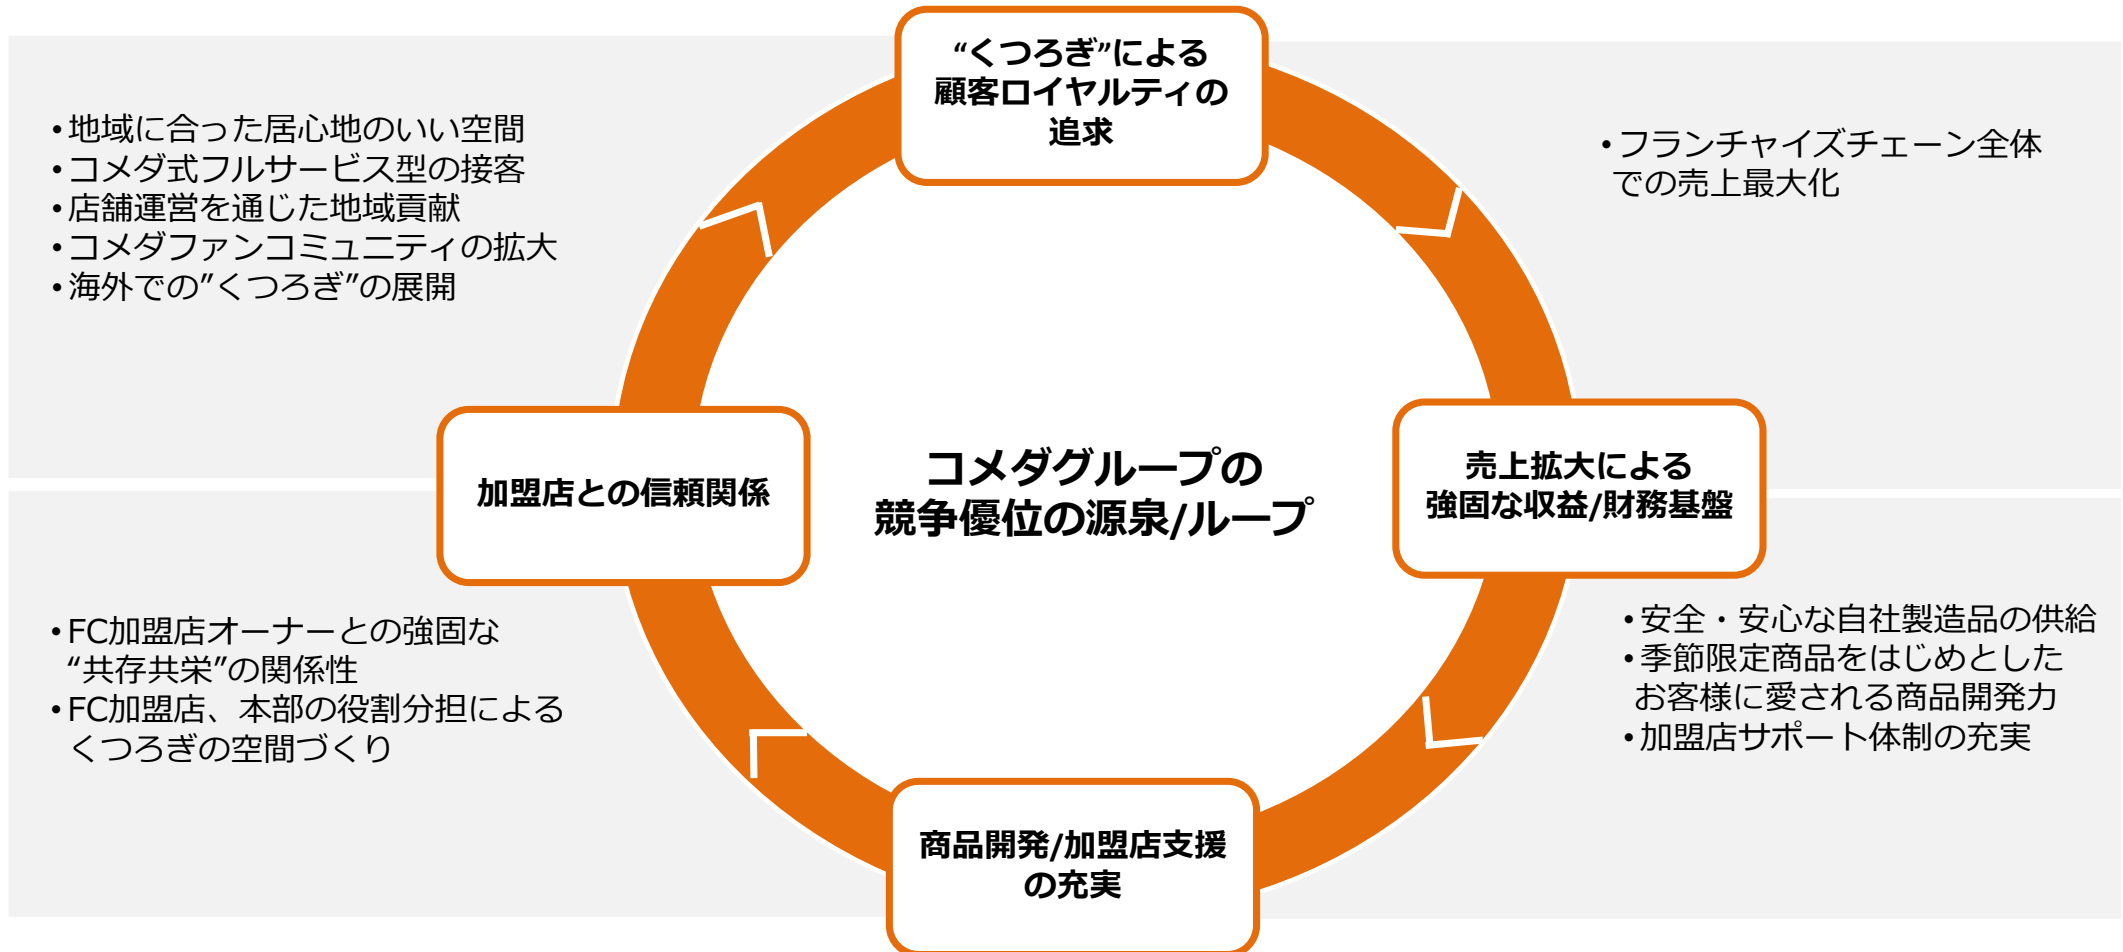 “くつろぎ”による
顧客ロイヤルティの
追求
•地域に合った居心地のいい空間
•コメダ式フルサービス型の接客
•店舗運営を通じた地域貢献
•コメダファンコミュニティの拡大
•海外での”くつろぎ”の展開
•フランチャイズチェーン全体
での売上最大化
加盟店との信頼関係
コメダグループの
競争優位の源泉/ループ
売上拡大による
強固な収益/財務基盤
•FC加盟店オーナーとの強固な
“共存共栄”の関係性
•FC加盟店、本部の役割分担による
くつろぎの空間づくり
•安全・安心な自社製造品の供給
•季節限定商品をはじめとした
お客様に愛される商品開発力
•加盟店サポート体制の充実
商品開発/加盟店支援
の充実